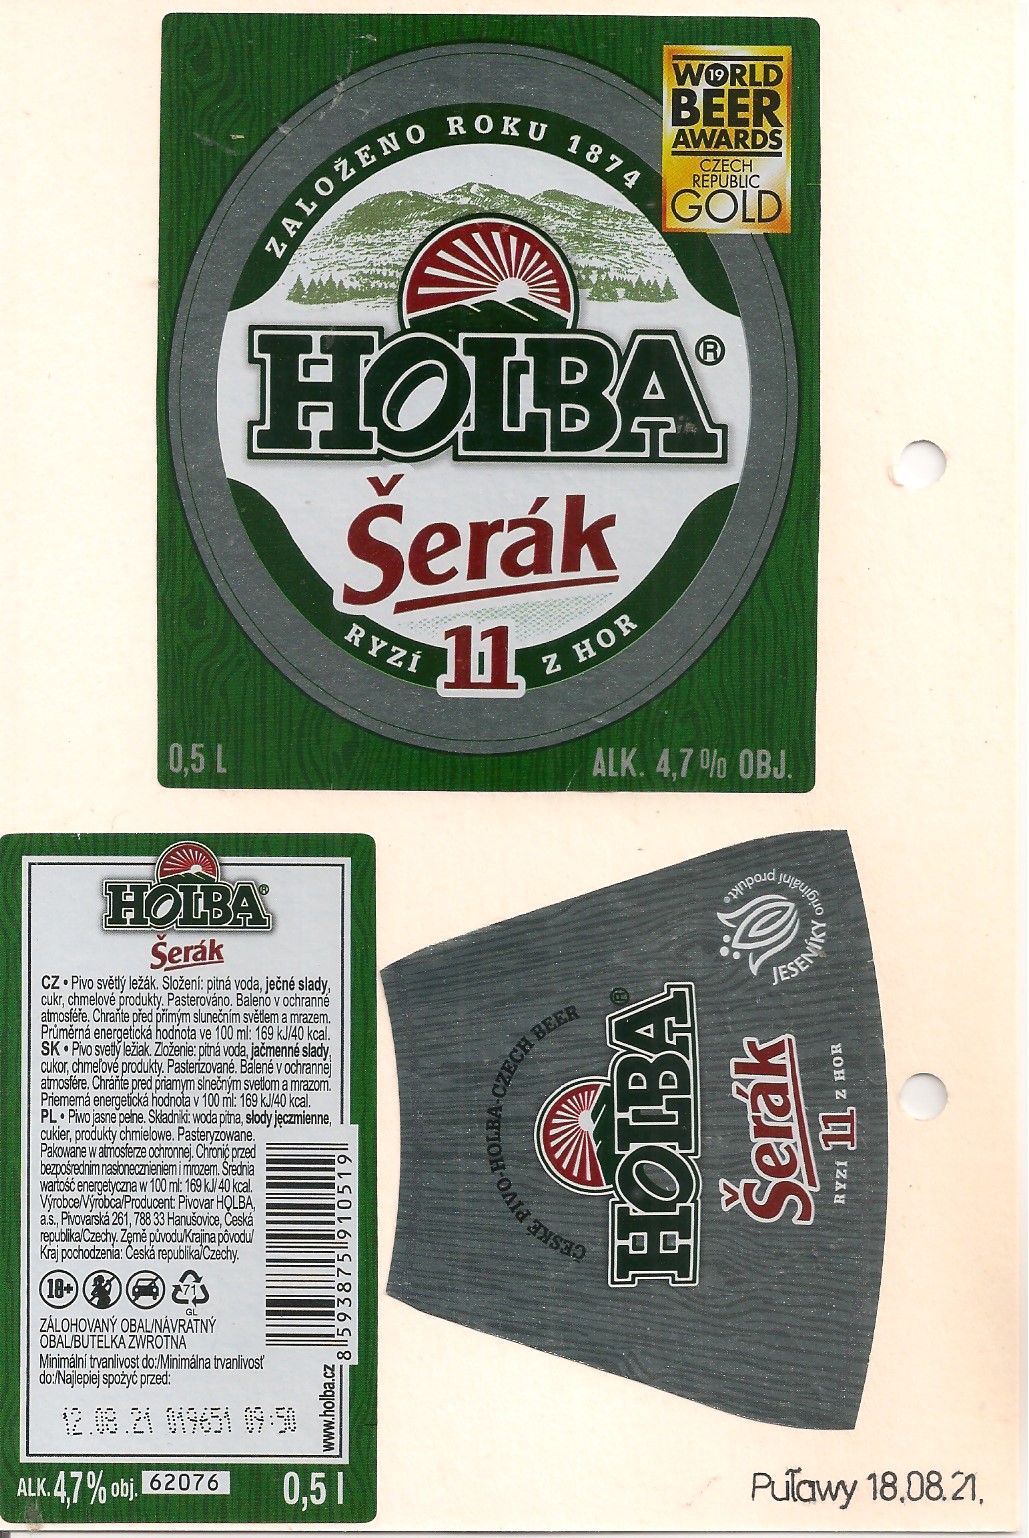 ZALOŽENO ROKU 1874
W19RLD
BEER
AWARDS
CZECH
REPUBLIC
GOLD
HOLBA®
Šerák
RYZÍ 11 Z HOR
0,5 L
ALK. 4,7% OBJ.
HOLBA®
Šerák
CZ • Pivo světlý ležák. Složení: pitná voda, ječné slady,
cukr, chmelové produkty. Pasterováno. Baleno v ochranné
atmosféře. Chraňte před přímým slunečním světlem a mrazem.
Průměrná energetická hodnota ve 100 ml: 169 kJ/40 kcal.
SK • Pivo svetlý ležiak. Zloženie: pitná voda, jačmenné slady,
cukor, chmeľové produkty. Pasterizované. Balené v ochrannej
atmosfére. Chráňte pred priamym slnečným svetlom a mrazom.
Priemerná energetická hodnota v 100 ml: 169 kJ/40 kcal.
PL • Piwo jasne pełne. Składniki: woda pitna, słody jęczmienne,
cukier, produkty chmielowe. Pasteryzowane.
Pakowane w atmosferze ochronnej. Chronić przed
bezpośrednim nasłonecznieniem i mrozem. Średnia
wartość energetyczna w 100 ml: 169 kJ/ 40 kcal.
Výrobce/Výrobca/Producent: Pivovar HOLBA,
a.s., Pivovarská 261, 788 33 Hanušovice, Česká
republika/Czechy. Země původu/Krajina pôvodu/
Kraj pochodzenia: Česká republika/Czechy.
18+
71
GL
ZÁLOHOVANÝ OBAL/NÁVRATNÝ
OBAL/BUTELKA ZWROTNA
Minimální trvanlivost do:/Minimálna trvanlivosť
do:/Najlepiej spożyć przed:
12.08.21 019651 09:50
8593875910519
www.holba.cz
ALK. 4,7% obj. 62076 0,5 l
ČESKÉ PIVO-HOLBA-CZECH BEER
HOLBA®
Šerák
RYZÍ 11 Z HOR
JESENÍKY originální produkt®
Puławy 18.08.21.